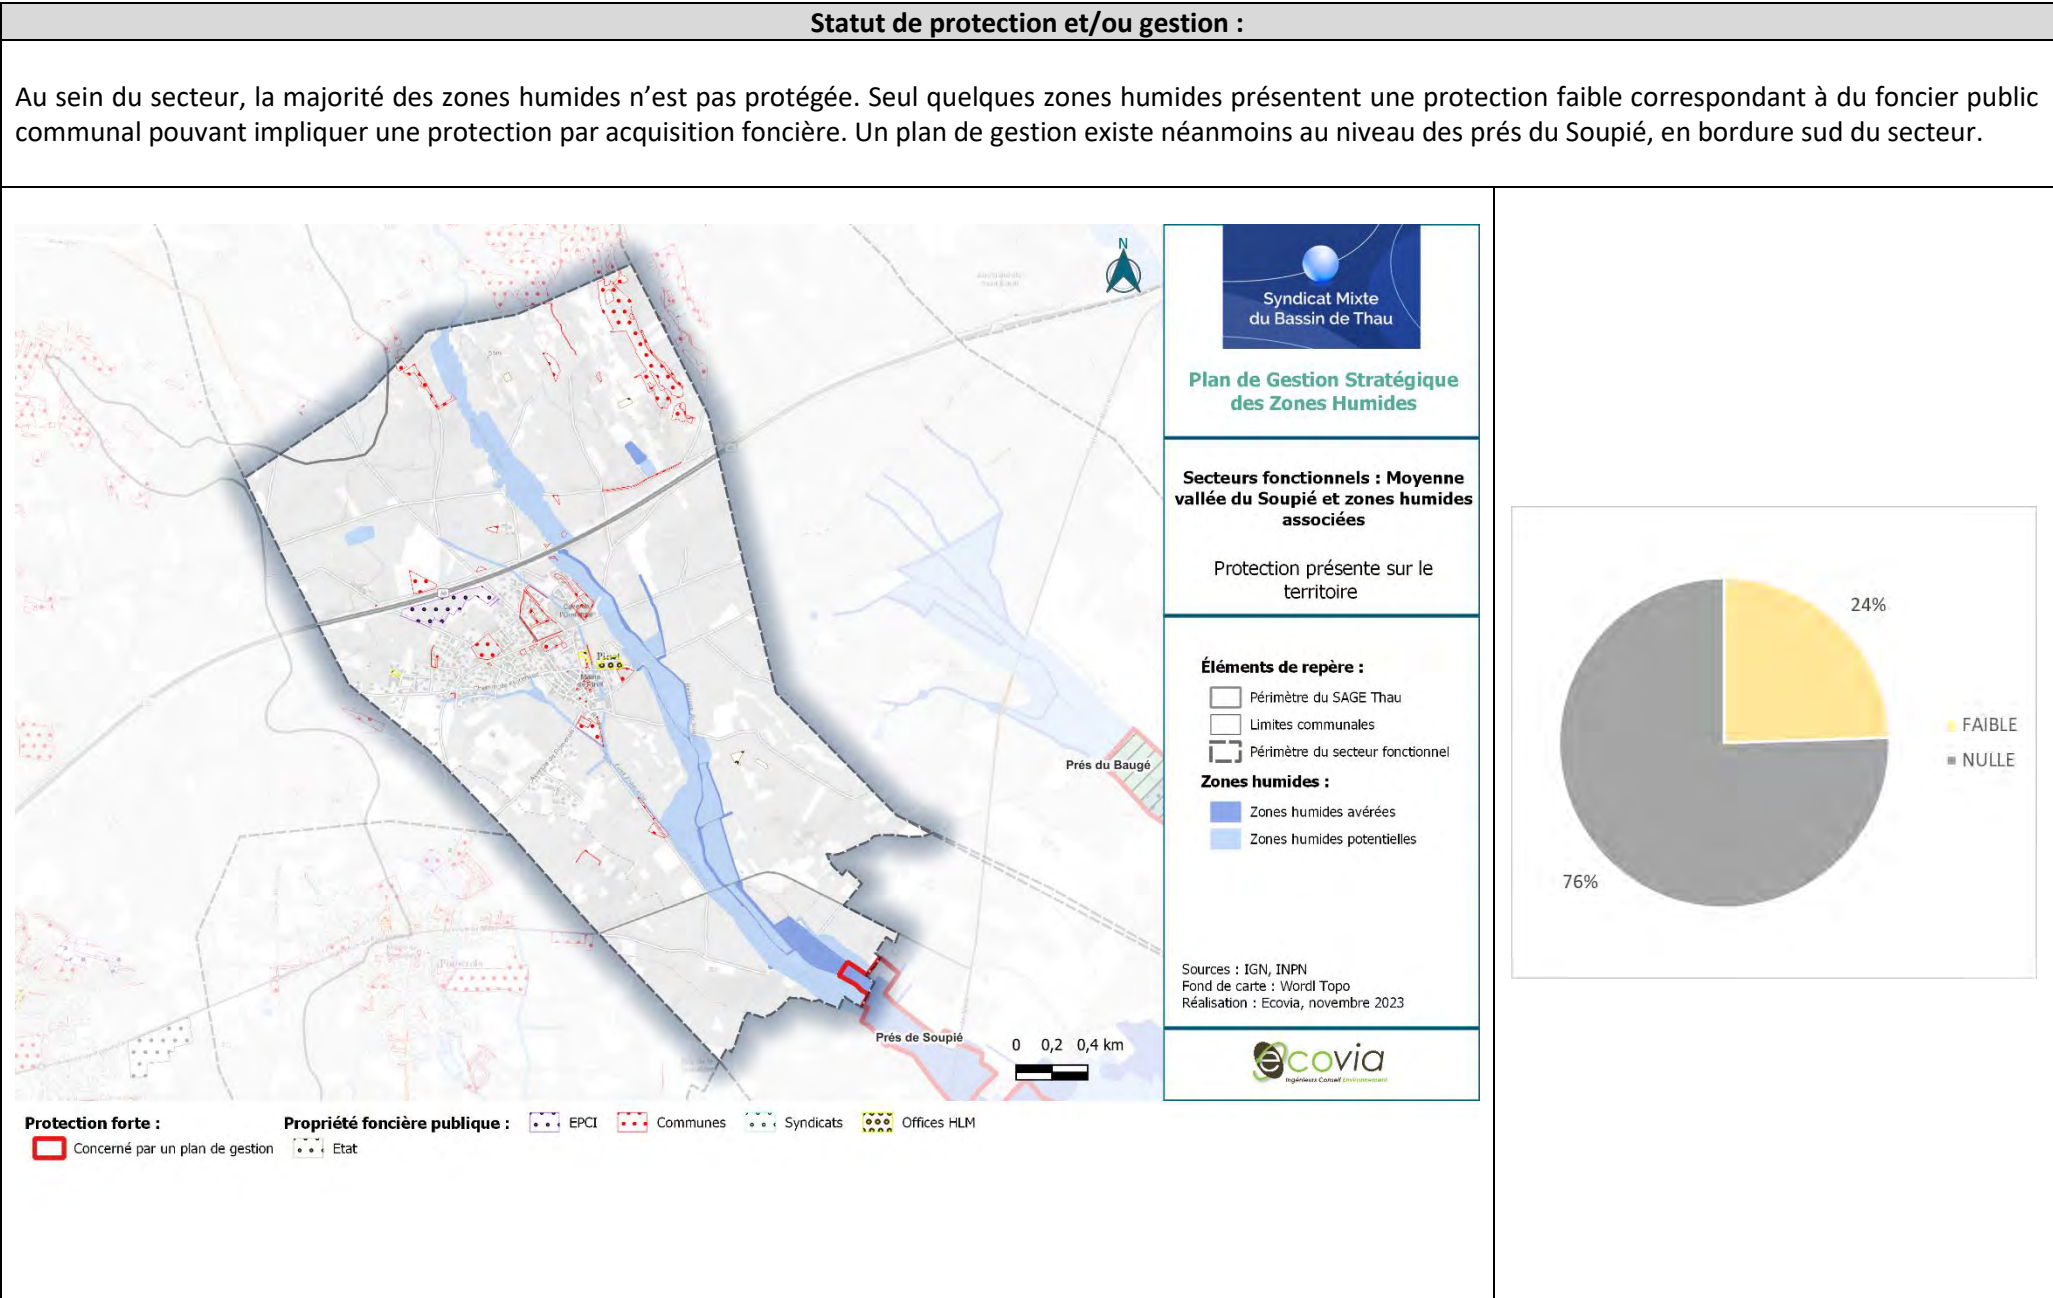 Statut de protection et/ou gestion :
Au sein du secteur, la majorité des zones humides n’est pas protégée. Seul quelques zones humides présentent une protection faible correspondant à du foncier public
communal pouvant impliquer une protection par acquisition foncière. Un plan de gestion existe néanmoins au niveau des prés du Soupié, en bordure sud du secteur.
N
Pinet
Prés du Baugé
Prés de Soupié
Pomerols
0 0,2 0,4 km
Syndicat Mixte
du Bassin de Thau
Plan de Gestion Stratégique
des Zones Humides
Secteurs fonctionnels : Moyenne
vallée du Soupié et zones humides
associées
Protection présente sur le
territoire
Éléments de repère :
Périmètre du SAGE Thau
Limites communales
Périmètre du secteur fonctionnel
Zones humides :
Zones humides avérées
Zones humides potentielles
Sources : IGN, INPN
Fond de carte : Wordl Topo
Réalisation : Ecovia, novembre 2023
ecovia
Ingénieurs Conseil Environnement
Protection forte :
Concerné par un plan de gestion
Propriété foncière publique :
EPCI
Communes
Syndicats
Offices HLM
Etat
24%
76%
FAIBLE
NULLE